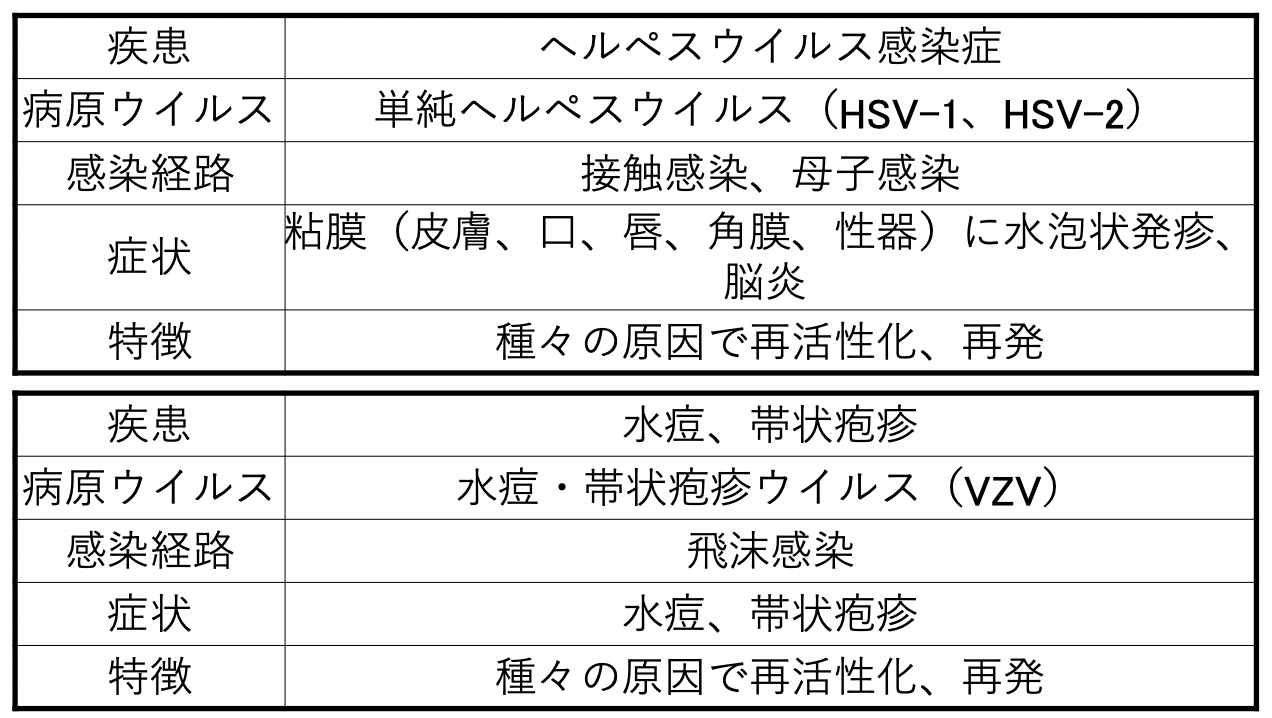 疾患 ヘルペスウイルス感染症
病原ウイルス 単純ヘルペスウイルス（HSV-1、HSV-2）
感染経路 接触感染、母子感染
症状 粘膜（皮膚、口、唇、角膜、性器）に水泡状発疹、
脳炎
特徴 種々の原因で再活性化、再発
疾患 水痘、帯状疱疹
病原ウイルス 水痘・帯状疱疹ウイルス（VZV）
感染経路 飛沫感染
症状 水痘、帯状疱疹
特徴 種々の原因で再活性化、再発